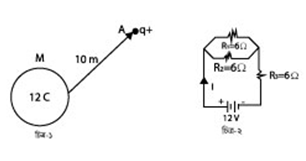 M
A q+
10 m
12 C
চিত্র-১
R₁=6Ω
R₂=6Ω
R₃=6Ω
I
+ -
12 V
চিত্র-২